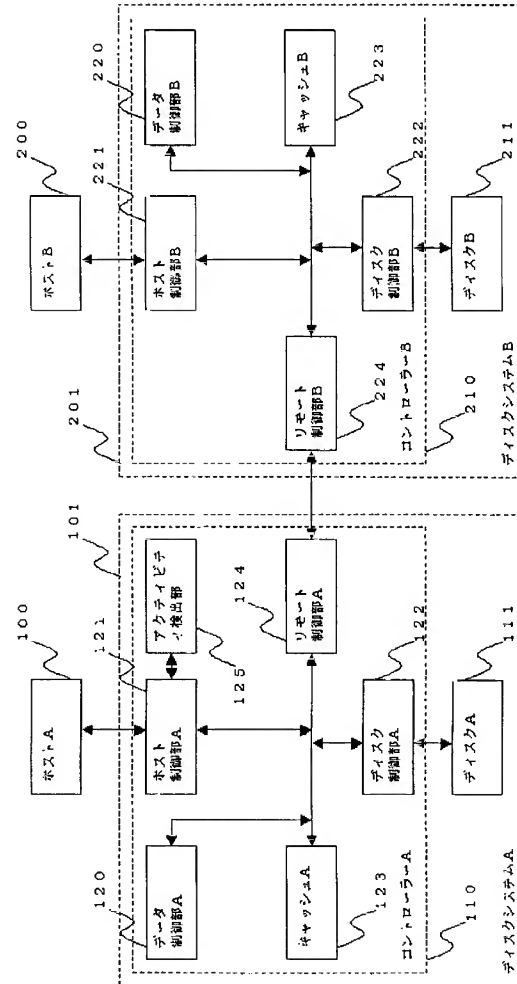 100
ホストA
101
120
121
データ
制御部A
ホスト
制御部A
アクティビテ
ィ検出部
125
124
キャッシュA
リモート
制御部A
123
ディスク
制御部A
122
コントローラーA
110
ディスクA
111
ディスクシステムA
200
ホストB
201
221
220
ホスト
制御部B
データ
制御部B
リモート
制御部B
キャッシュB
223
224
ディスク
制御部B
222
コントローラーB
210
ディスクB
211
ディスクシステムB